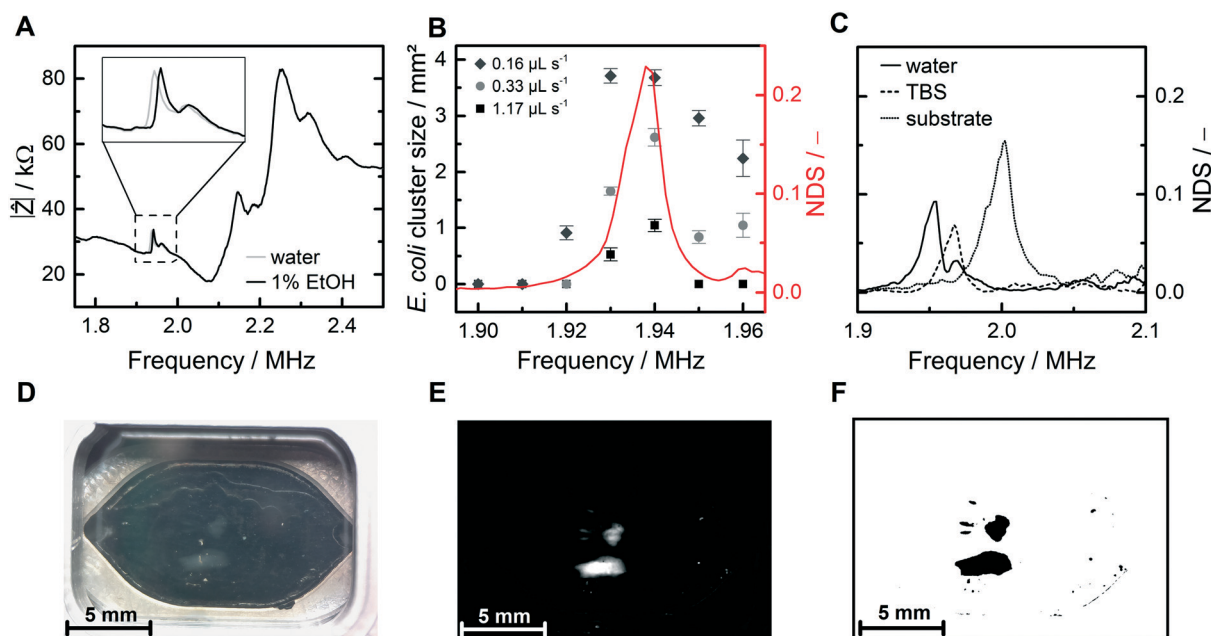 A
|Ẑ| / kΩ
80
60
40
20
1.8 2.0 2.2 2.4
Frequency / MHz
water
1% EtOH
B
E. coli cluster size / mm²
6
5
4
3
2
1
0
0.16 µL s⁻¹
0.33 µL s⁻¹
1.17 µL s⁻¹
1.90 1.92 1.94 1.96
Frequency / MHz
0.2
0.1
0.0
NDS / –
C
water
TBS
substrate
1.9 2.0 2.1
Frequency / MHz
0.2
0.1
0.0
NDS / –
D
5 mm
E
5 mm
F
5 mm